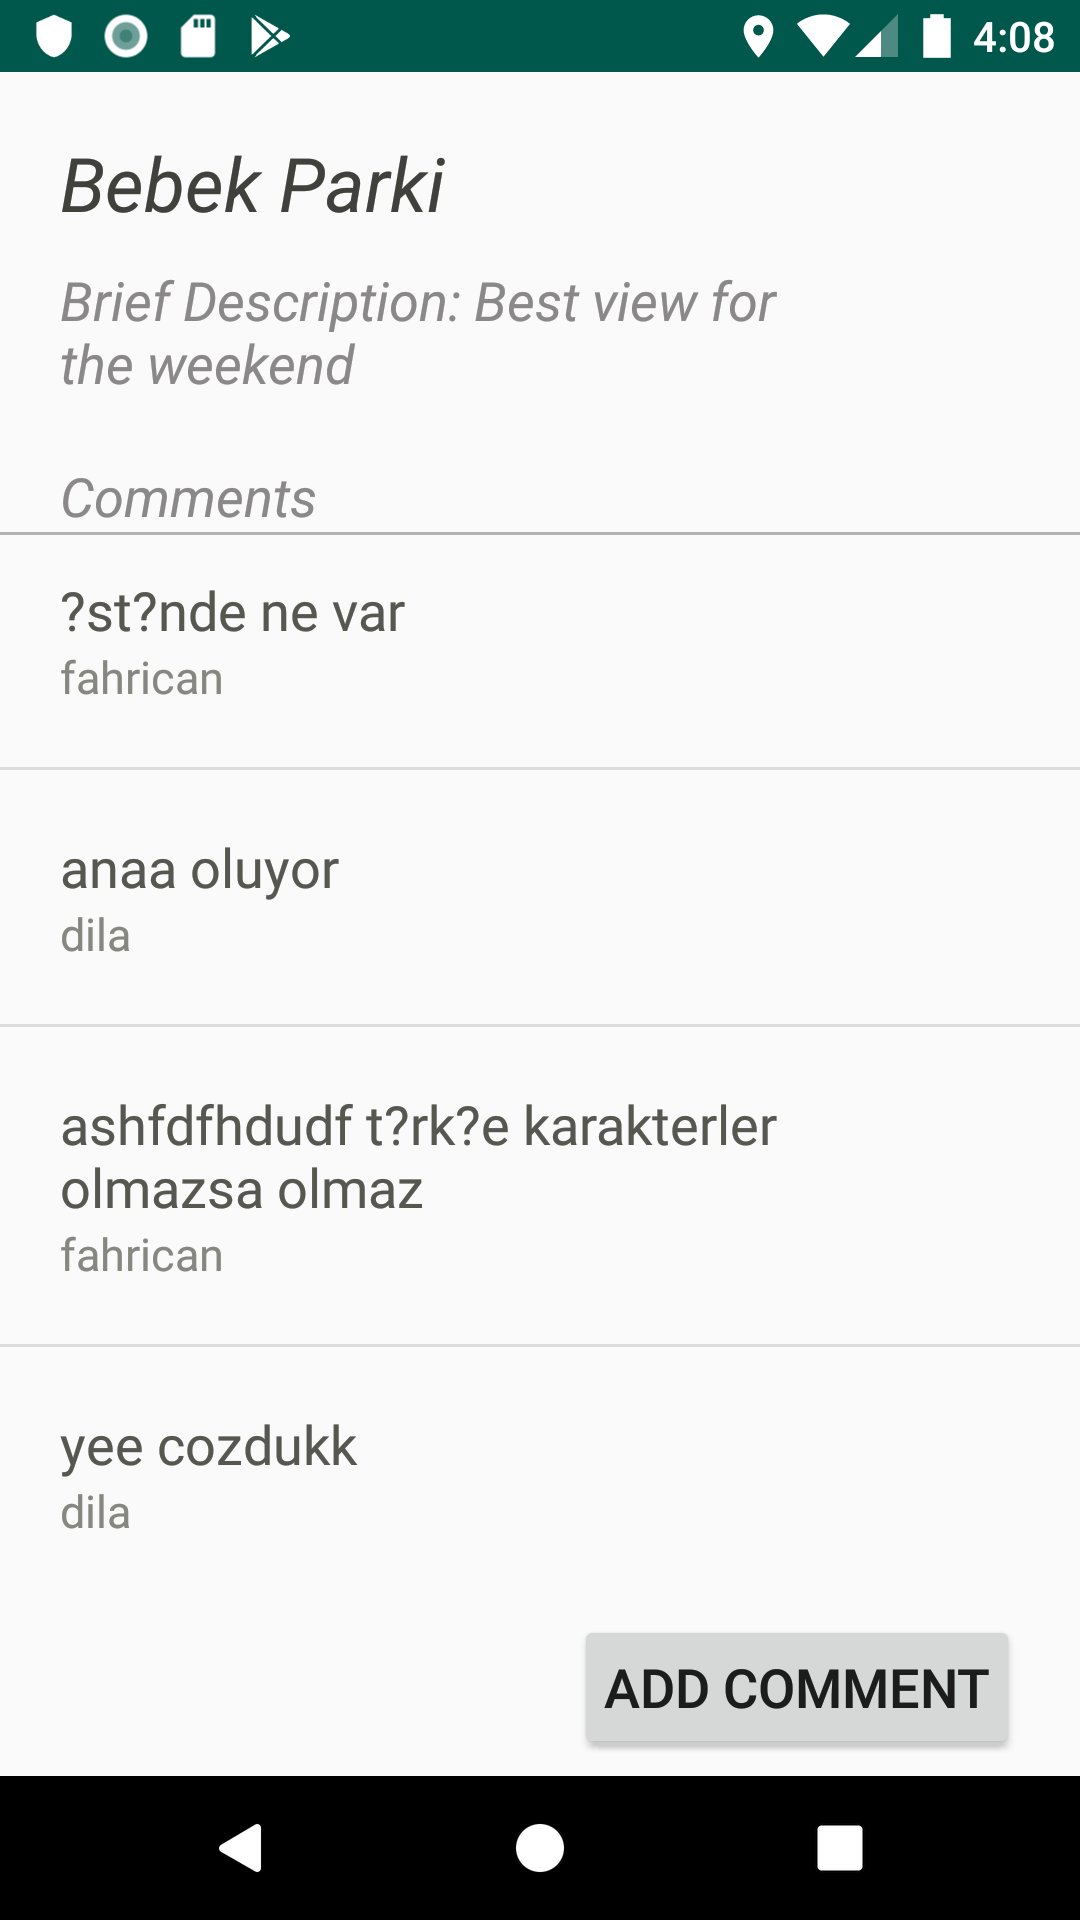 4:08
Bebek Parki
Brief Description: Best view for
the weekend
Comments
?st?nde ne var
fahrican
anaa oluyor
dila
ashfdfhdudf t?rk?e karakterler
olmazsa olmaz
fahrican
yee cozdukk
dila
ADD COMMENT